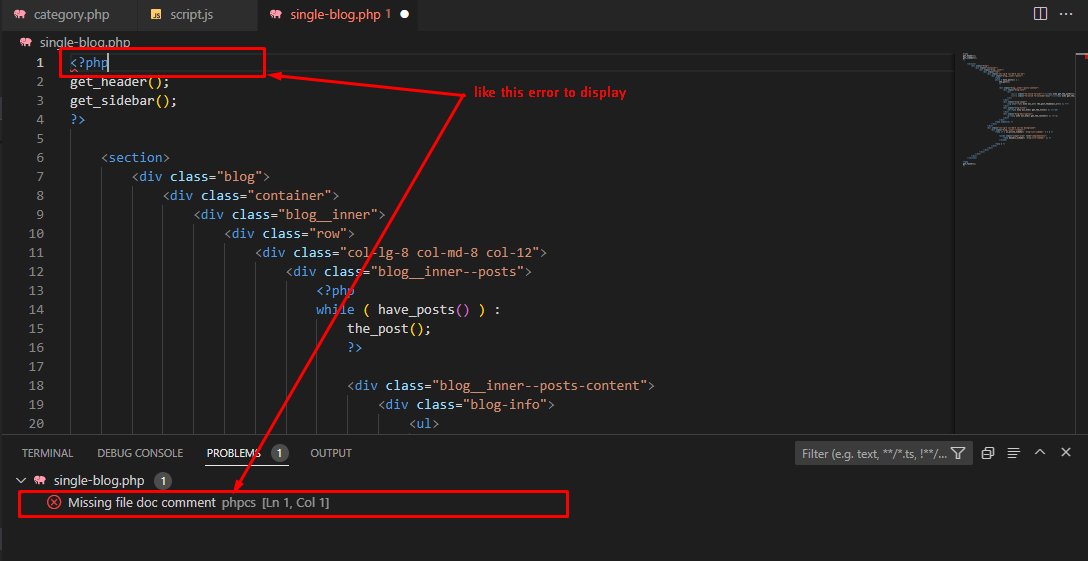 category.php script.js single-blog.php 1
single-blog.php
1 <?php
2 get_header();
3 get_sidebar();
4 ?>
5
6 <section>
7 <div class="blog">
8 <div class="container">
9 <div class="blog__inner">
10 <div class="row">
11 <div class="col-lg-8 col-md-8 col-12">
12 <div class="blog__inner--posts">
13 <?php
14 while ( have_posts() ) :
15 the_post();
16 ?>
17
18 <div class="blog__inner--posts-content">
19 <div class="blog-info">
20 <ul>
like this error to display
TERMINAL DEBUG CONSOLE PROBLEMS 1 OUTPUT
Filter (e.g. text, **/*.ts, !**/...
single-blog.php 1
Missing file doc comment phpcs [Ln 1, Col 1]